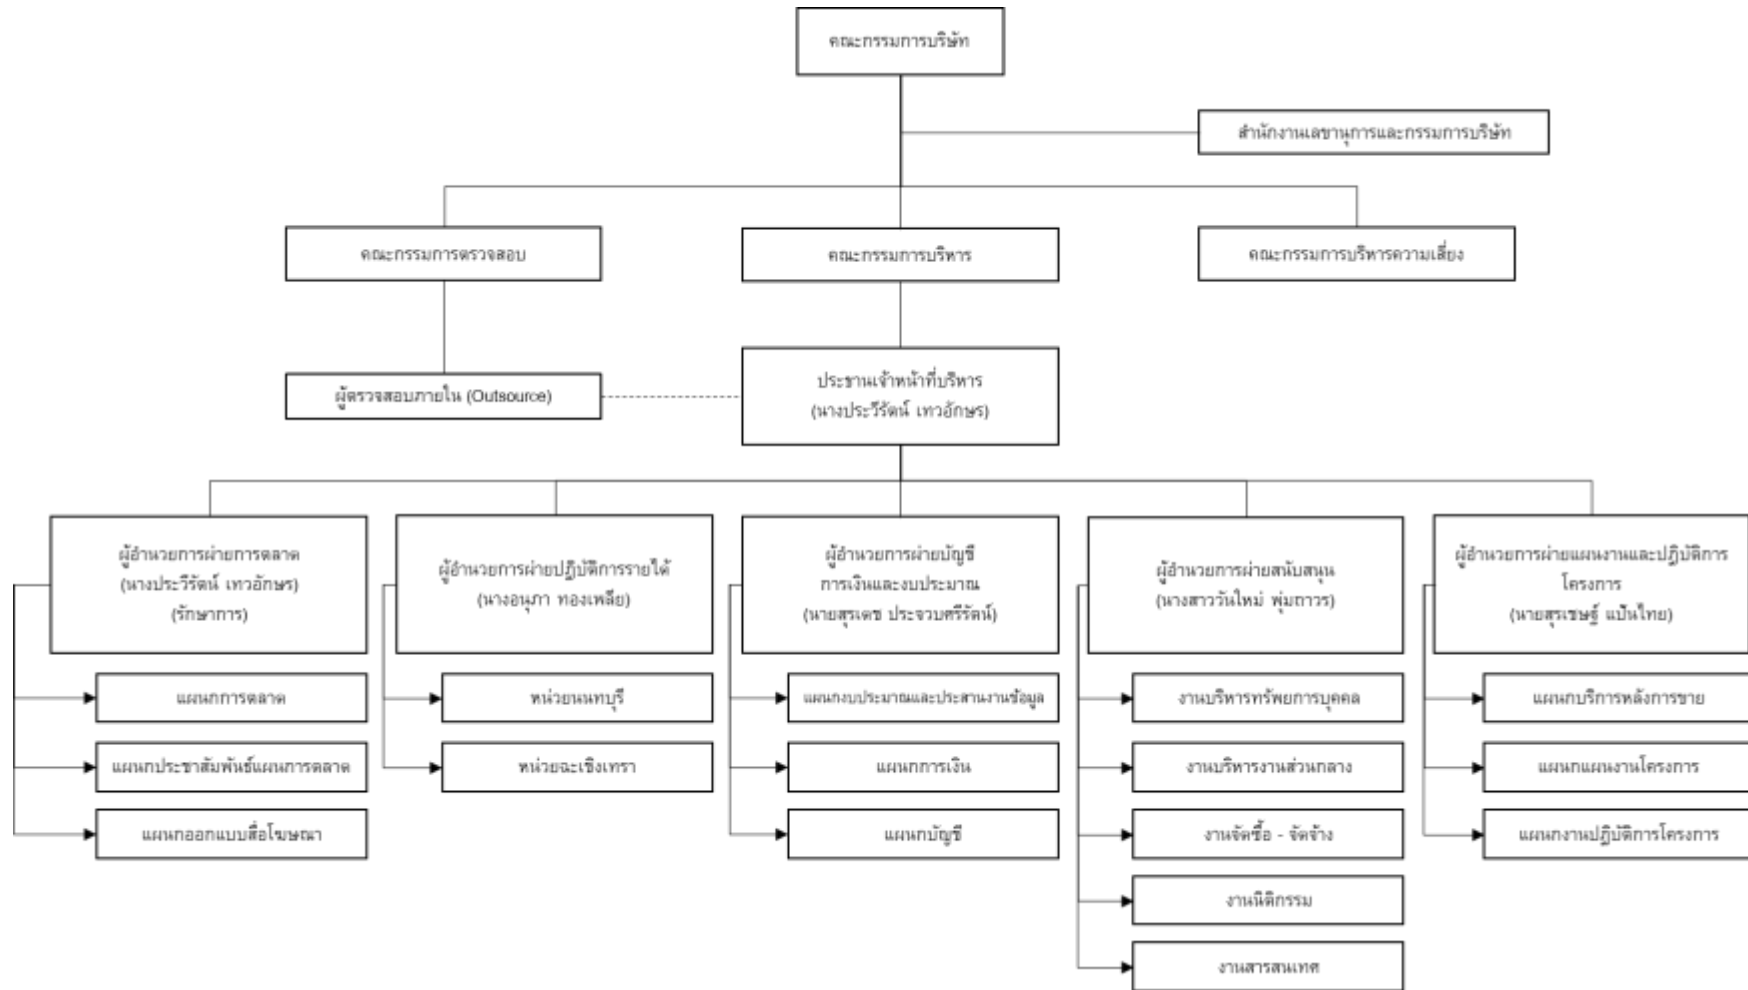 คณะกรรมการบริษัท
สำนักงานเลขานุการและกรรมการบริษัท
คณะกรรมการตรวจสอบ
คณะกรรมการบริหาร
คณะกรรมการบริหารความเสี่ยง
ผู้ตรวจสอบภายใน (Outsource)
ประธานเจ้าหน้าที่บริหาร
(นางประวีรัตน์ เทวอักษร)
ผู้อำนวยการฝ่ายการตลาด
(นางประวีรัตน์ เทวอักษร)
(รักษาการ)
ผู้อำนวยการฝ่ายปฏิบัติการรายได้
(นางอนุภา ทองเพลีย)
ผู้อำนวยการฝ่ายบัญชี
การเงินและงบประมาณ
(นายสุรเดช ประจวบศรีรัตน์)
ผู้อำนวยการฝ่ายสนับสนุน
(นางสาววันใหม่ พุ่มถาวร)
ผู้อำนวยการฝ่ายแผนงานและปฏิบัติการ
โครงการ
(นายสุรเชษฐ์ แป้นไทย)
แผนกการตลาด
แผนกประชาสัมพันธ์แผนการตลาด
แผนกออกแบบสื่อโฆษณา
หน่วยนนทบุรี
หน่วยฉะเชิงเทรา
แผนกงบประมาณและประสานงานข้อมูล
แผนกการเงิน
แผนกบัญชี
งานบริหารทรัพยการบุคคล
งานบริหารงานส่วนกลาง
งานจัดซื้อ - จัดจ้าง
งานนิติกรรม
งานสารสนเทศ
แผนกบริการหลังการขาย
แผนกแผนงานโครงการ
แผนกงานปฏิบัติการโครงการ